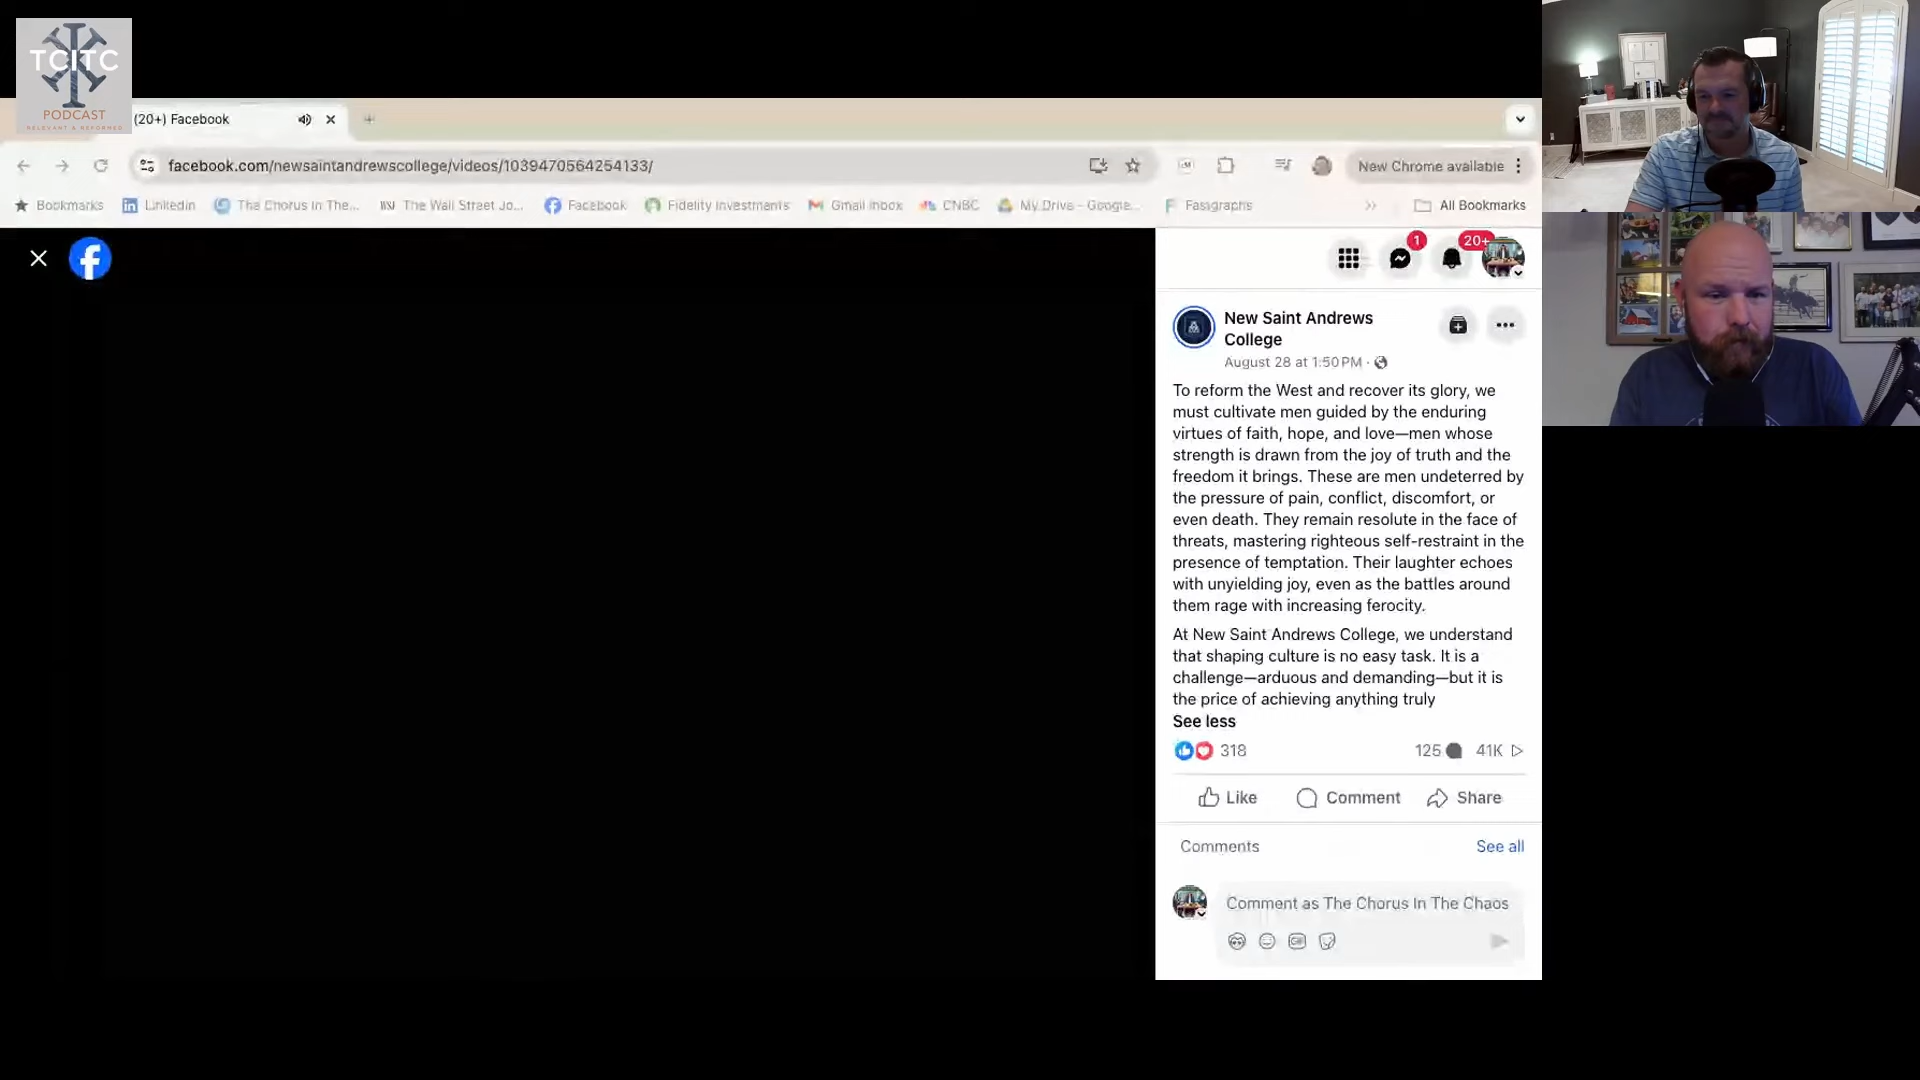 TCITC
PODCAST
RELEVANT & REFORMED
(20+) Facebook
facebook.com/newsaintandrewscollege/videos/1039470564254133/
New Chrome available
Bookmarks
LinkedIn
The Chorus In The...
WSJ
The Wall Street Jo...
Facebook
Fidelity Investments
Gmail Inbox
CNBC
My Drive - Google...
Fastgraphs
All Bookmarks
1
20+
New Saint Andrews
College
August 28 at 1:50 PM ·
To reform the West and recover its glory, we
must cultivate men guided by the enduring
virtues of faith, hope, and love—men whose
strength is drawn from the joy of truth and the
freedom it brings. These are men undeterred by
the pressure of pain, conflict, discomfort, or
even death. They remain resolute in the face of
threats, mastering righteous self-restraint in the
presence of temptation. Their laughter echoes
with unyielding joy, even as the battles around
them rage with increasing ferocity.
At New Saint Andrews College, we understand
that shaping culture is no easy task. It is a
challenge—arduous and demanding—but it is
the price of achieving anything truly
See less
318
125
41K
Like
Comment
Share
Comments
See all
Comment as The Chorus In The Chaos
GIF